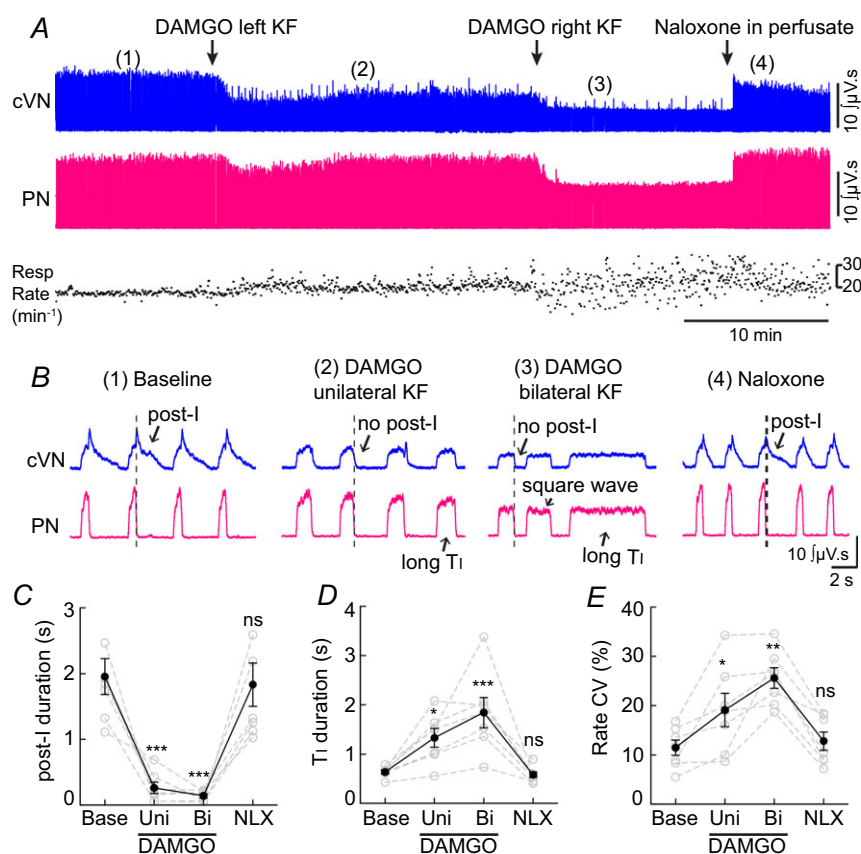 A
DAMGO left KF
DAMGO right KF
Naloxone in perfusate
(1)
(2)
(3)
(4)
cVN
10 ∫µV.s
PN
10 ∫µV.s
Resp
Rate
(min⁻¹)
30
20
10 min
B
(1) Baseline
(2) DAMGO
unilateral KF
(3) DAMGO
bilateral KF
(4) Naloxone
post-I
no post-I
no post-I
post-I
cVN
square wave
PN
long TI
long TI
10 ∫µV.s
2 s
C
post-I duration (s)
3
2
1
0
***
***
ns
Base Uni Bi NLX
DAMGO
D
TI duration (s)
4
3
2
1
0
*
***
ns
Base Uni Bi NLX
DAMGO
E
Rate CV (%)
40
30
20
10
0
*
**
ns
Base Uni Bi NLX
DAMGO